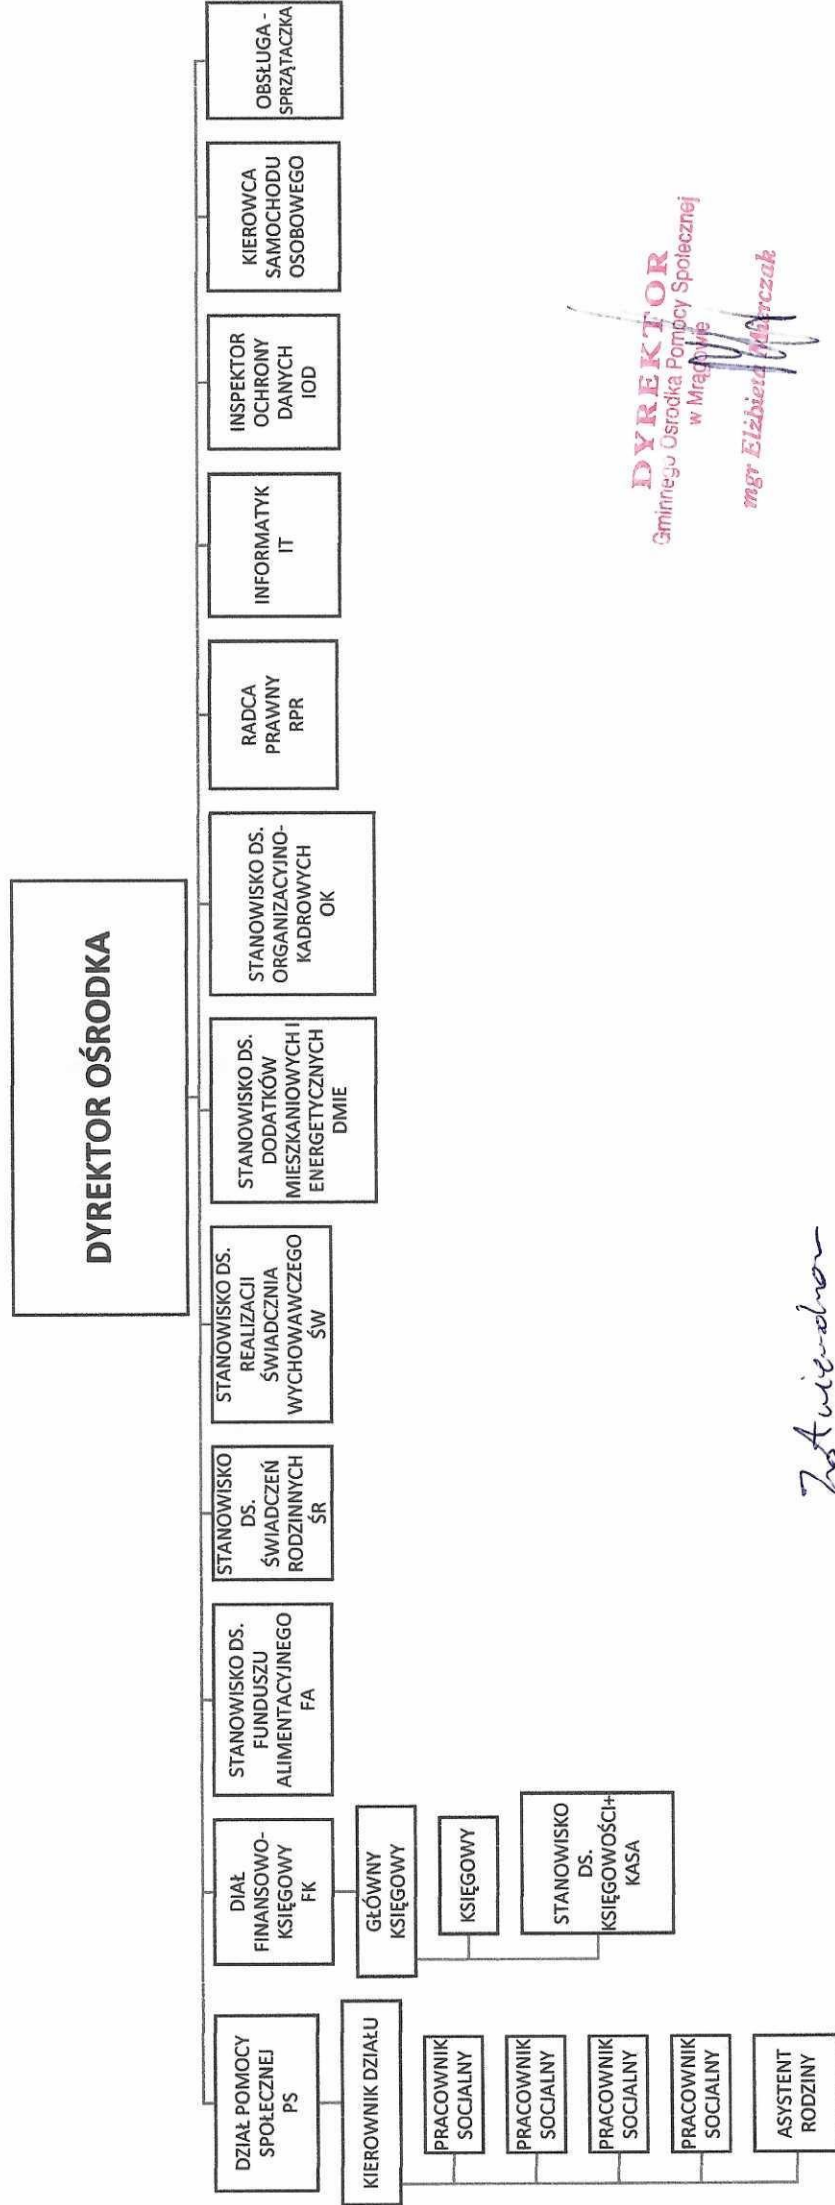 DYREKTOR OŚRODKA
DZIAŁ POMOCY
SPOŁECZNEJ
PS
KIEROWNIK DZIAŁU
PRACOWNIK
SOCJALNY
PRACOWNIK
SOCJALNY
PRACOWNIK
SOCJALNY
PRACOWNIK
SOCJALNY
ASYSTENT
RODZINY
DIAŁ
FINANSOWO-
KSIĘGOWY
FK
GŁÓWNY
KSIĘGOWY
KSIĘGOWY
STANOWISKO
DS.
KSIĘGOWOŚCI+
KASA
STANOWISKO DS.
FUNDUSZU
ALIMENTACYJNEGO
FA
STANOWISKO
DS.
ŚWIADCZEŃ
RODZINNYCH
ŚR
STANOWISKO DS.
REALIZACJI
ŚWIADCZNIA
WYCHOWAWCZEGO
ŚW
STANOWISKO DS.
DODATKÓW
MIESZKANIOWYCH I
ENERGETYCZNYCH
DMIE
STANOWISKO DS.
ORGANIZACYJNO-
KADROWYCH
OK
RADCA
PRAWNY
RPR
INFORMATYK
IT
INSPEKTOR
OCHRONY
DANYCH
IOD
KIEROWCA
SAMOCHODU
OSOBOWEGO
OBSŁUGA -
SPRZĄTACZKA
DYREKTOR
Gminnego Ośrodka Pomocy Społecznej
w Mrągowie
mgr Elżbieta